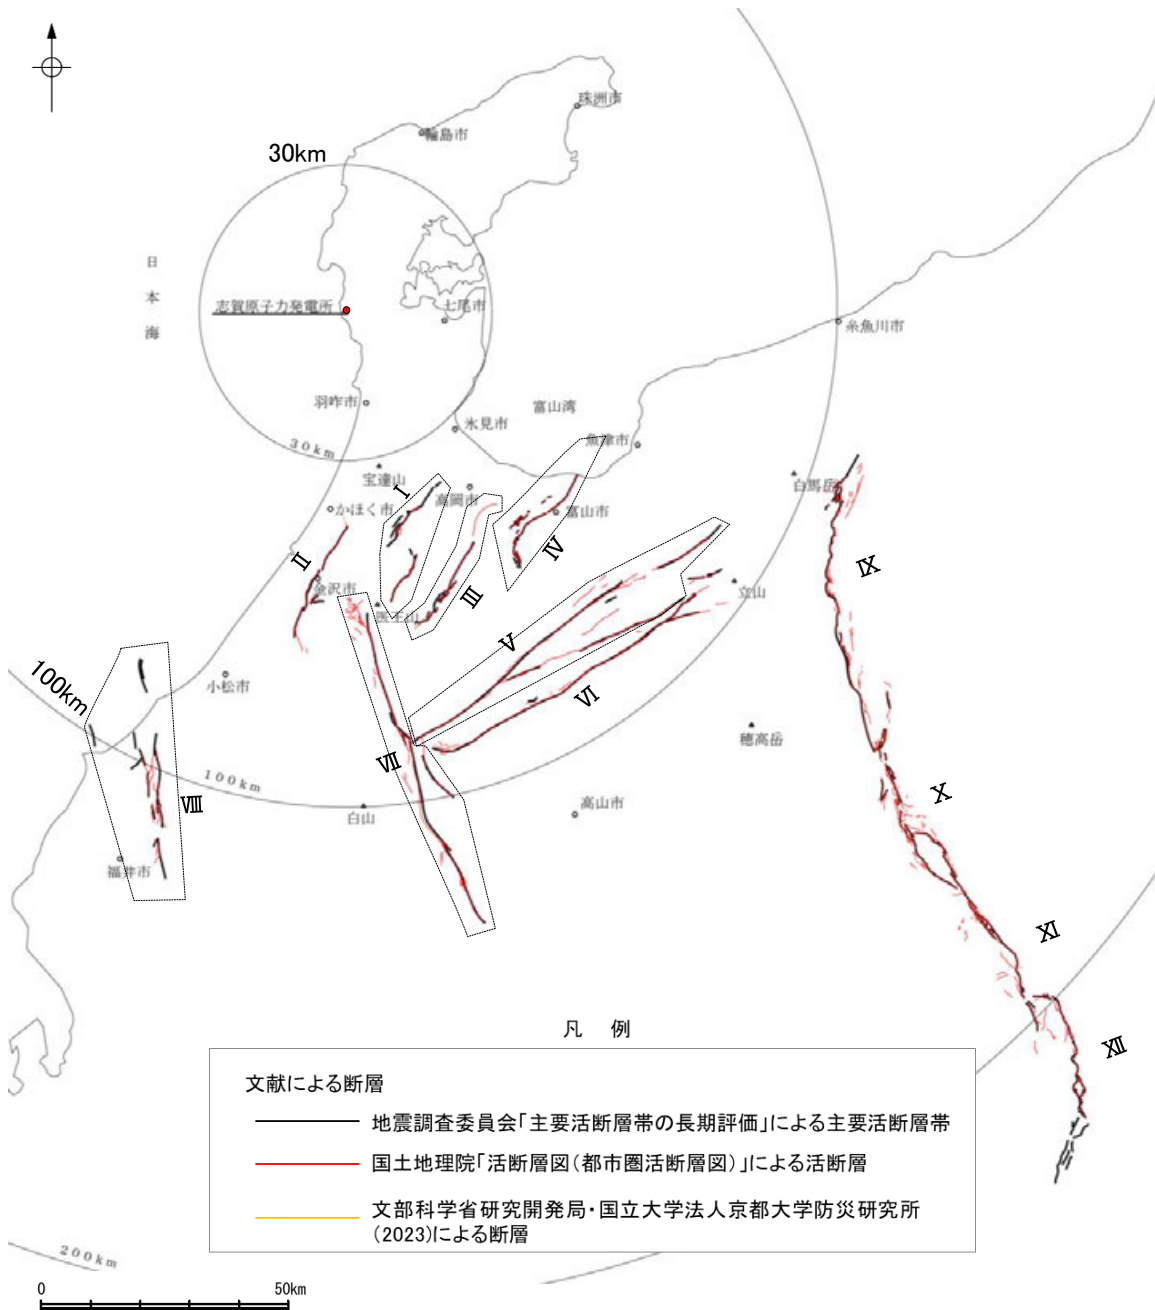 珠洲市
輪島市
30km
日本海
志賀原子力発電所
七尾市
糸魚川市
羽咋市
富山湾
氷見市
魚津市
30km
宝達山
白馬岳
I
高岡市
かほく市
富山市
II
IV
IX
金沢市
立山
III
医王山
V
100km
小松市
VI
穂高岳
VII
100km
X
VIII
白山
高山市
福井市
XI
凡 例
XII
文献による断層
地震調査委員会「主要活断層帯の長期評価」による主要活断層帯
国土地理院「活断層図(都市圏活断層図)」による活断層
文部科学省研究開発局・国立大学法人京都大学防災研究所
(2023)による断層
200km
0 50km